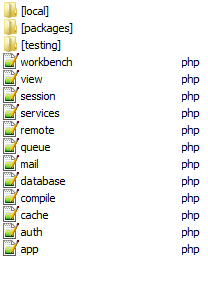 [local]
[packages]
[testing]
workbench php
view php
session php
services php
remote php
queue php
mail php
database php
compile php
cache php
auth php
app php